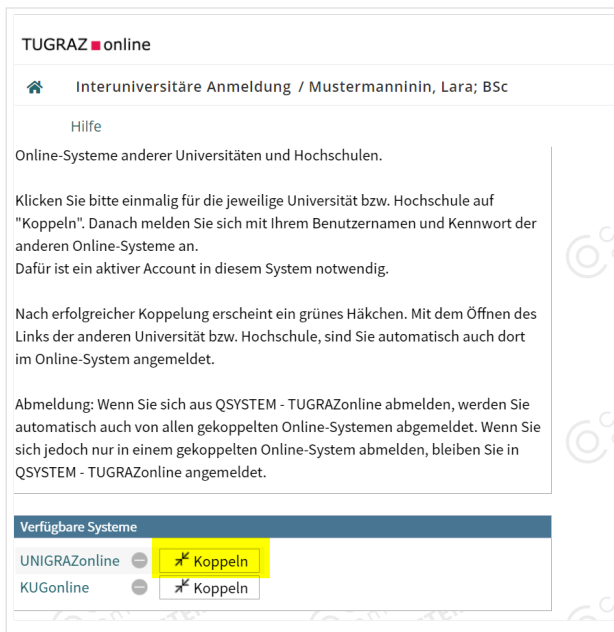 TUGRAZ online
Interuniversitäre Anmeldung / Mustermanninin, Lara; BSc
Hilfe
Online-Systeme anderer Universitäten und Hochschulen.
Klicken Sie bitte einmalig für die jeweilige Universität bzw. Hochschule auf
"Koppeln". Danach melden Sie sich mit Ihrem Benutzernamen und Kennwort der
anderen Online-Systeme an.
Dafür ist ein aktiver Account in diesem System notwendig.
Nach erfolgreicher Koppelung erscheint ein grünes Häkchen. Mit dem Öffnen des
Links der anderen Universität bzw. Hochschule, sind Sie automatisch auch dort
im Online-System angemeldet.
Abmeldung: Wenn Sie sich aus QSYSTEM - TUGRAZonline abmelden, werden Sie
automatisch auch von allen gekoppelten Online-Systemen abgemeldet. Wenn Sie
sich jedoch nur in einem gekoppelten Online-System abmelden, bleiben Sie in
QSYSTEM - TUGRAZonline angemeldet.
Verfügbare Systeme
UNIGRAZonline Koppeln
KUGonline Koppeln